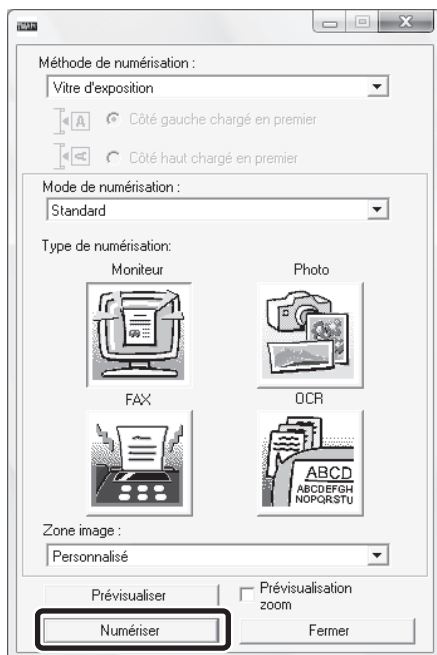 Méthode de numérisation :
Vitre d'exposition
A
Côté gauche chargé en premier
A
Côté haut chargé en premier
Mode de numérisation :
Standard
Type de numérisation:
Moniteur Photo
FAX OCR
ABCD
ABCDEFGH
NOPQRSTU
Zone image :
Personnalisé
Prévisualiser Prévisualisation
zoom
Numériser Fermer